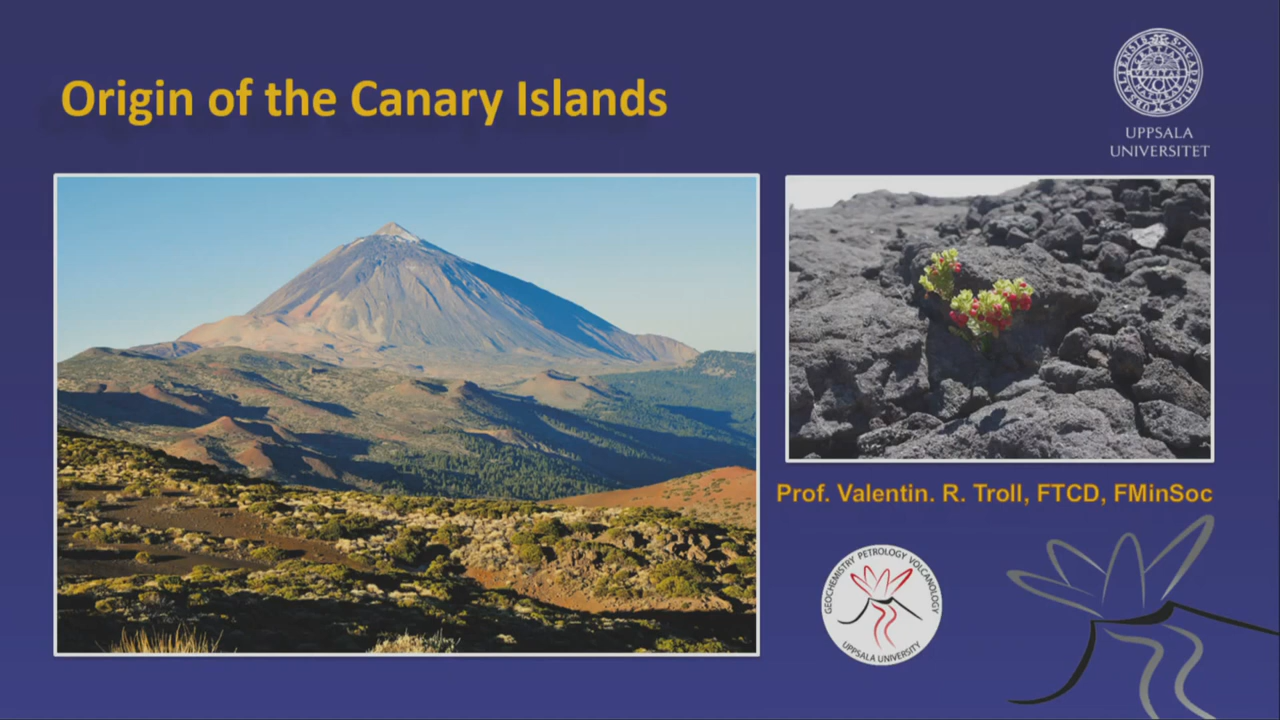 Origin of the Canary Islands
UPPSALA
UNIVERSITET
Prof. Valentin. R. Troll, FTCD, FMinSoc
GEOCHEMISTRY PETROLOGY VOLCANOLOGY
UPPSALA UNIVERSITY